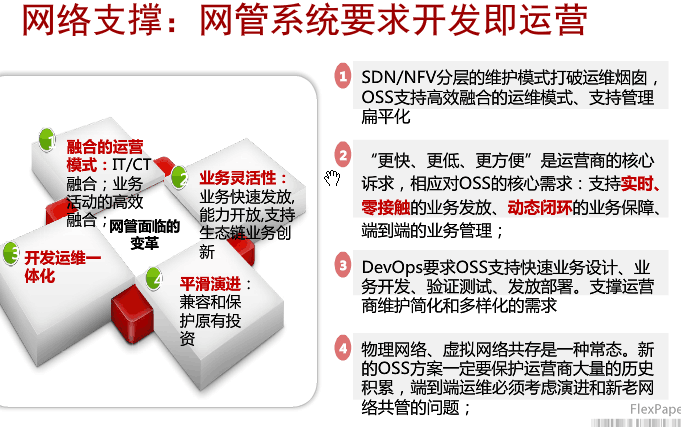 网络支撑：网管系统要求开发即运营
1
融合的运营
模式：IT/CT
融合；业务
活动的高效
融合；
2
业务灵活性：
业务快速发放,
能力开放,支持
生态链业务创
新
网管面临的
变革
3
开发运维一
体化
4
平滑演进：
兼容和保
护原有投
资
1
SDN/NFV分层的维护模式打破运维烟囱，
OSS支持高效融合的运维模式、支持管理
扁平化
2
“更快、更低、更方便”是运营商的核心
诉求，相应对OSS的核心需求：支持实时、
零接触的业务发放、动态闭环的业务保障、
端到端的业务管理；
3
DevOps要求OSS支持快速业务设计、业
务开发、验证测试、发放部署。支撑运营
商维护简化和多样化的需求
4
物理网络、虚拟网络共存是一种常态。新
的OSS方案一定要保护运营商大量的历史
积累，端到端运维必须考虑演进和新老网
络共管的问题；
FlexPape